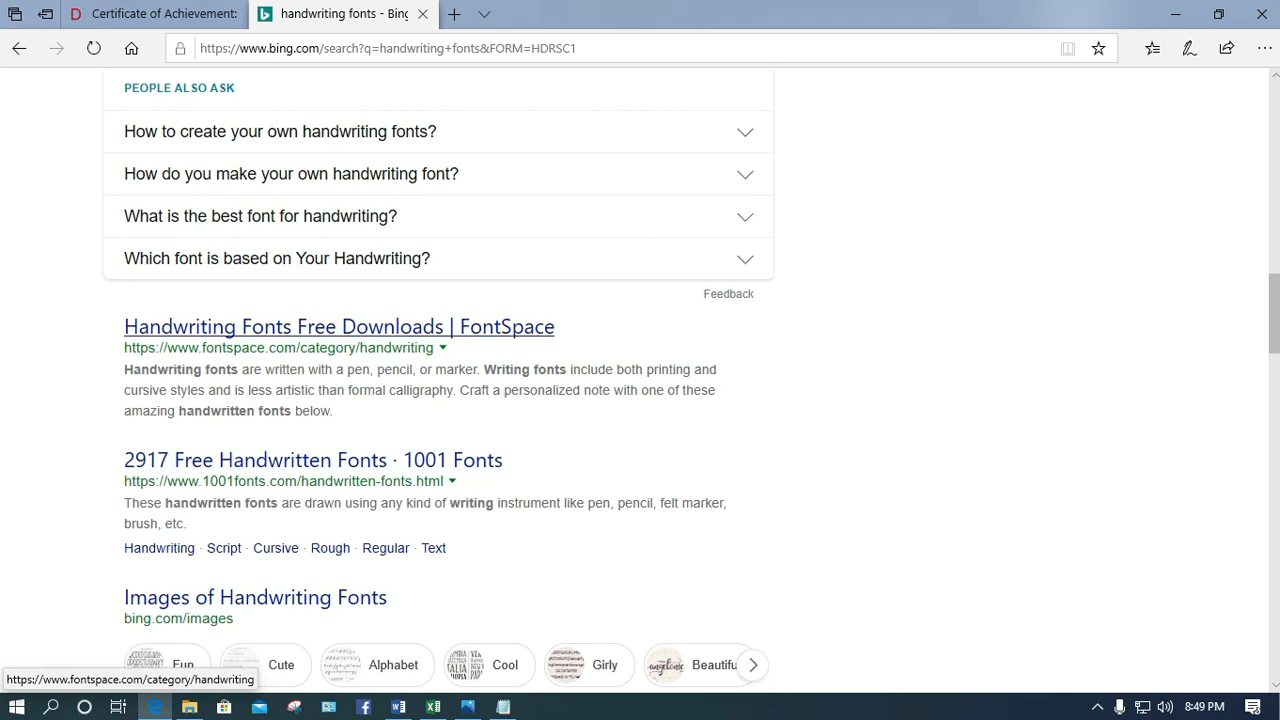 Certificate of Achievement:
handwriting fonts - Bing
https://www.bing.com/search?q=handwriting+fonts&FORM=HDRSC1
PEOPLE ALSO ASK
How to create your own handwriting fonts?
How do you make your own handwriting font?
What is the best font for handwriting?
Which font is based on Your Handwriting?
Feedback
Handwriting Fonts Free Downloads | FontSpace
https://www.fontspace.com/category/handwriting
Handwriting fonts are written with a pen, pencil, or marker. Writing fonts include both printing and
cursive styles and is less artistic than formal calligraphy. Craft a personalized note with one of these
amazing handwritten fonts below.
2917 Free Handwritten Fonts · 1001 Fonts
https://www.1001fonts.com/handwritten-fonts.html
These handwritten fonts are drawn using any kind of writing instrument like pen, pencil, felt marker,
brush, etc.
Handwriting · Script · Cursive · Rough · Regular · Text
Images of Handwriting Fonts
bing.com/images
Fun Cute Alphabet Cool Girly Beautifu
https://www.fontspace.com/category/handwriting
8:49 PM